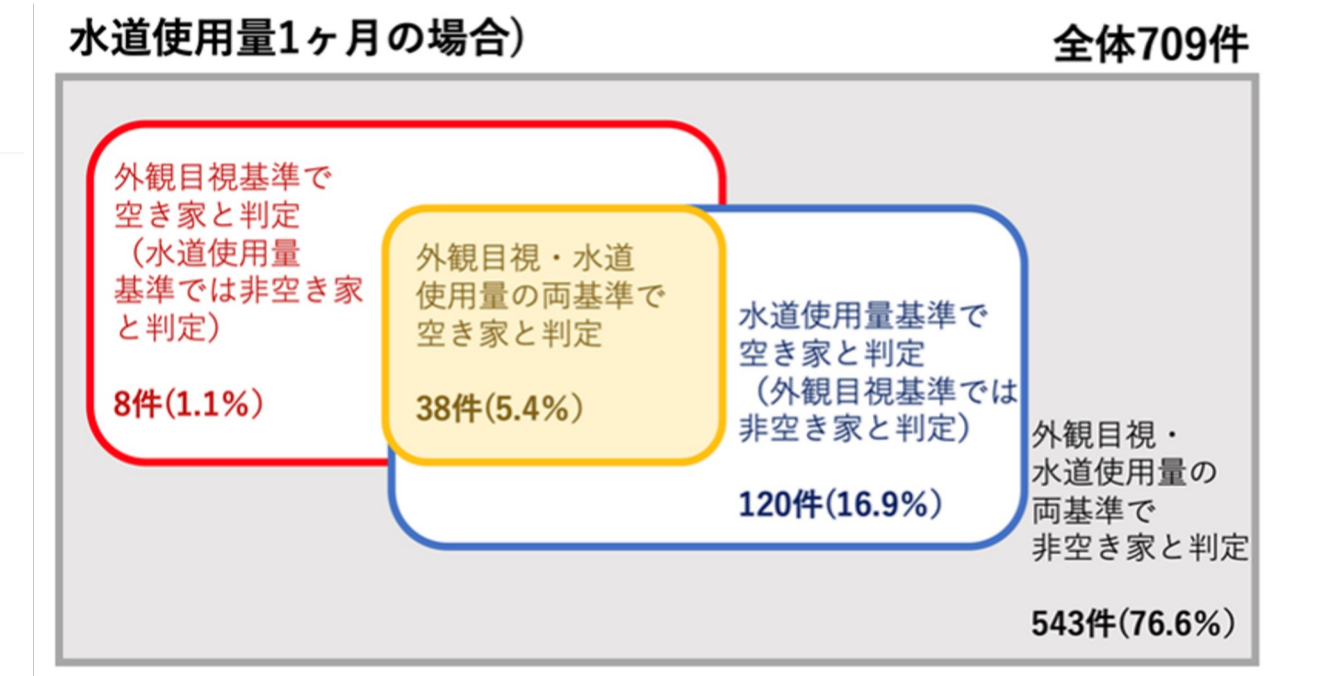 水道使用量1ヶ月の場合)
全体709件
外観目視基準で
空き家と判定
（水道使用量
基準では非空き家
と判定）
8件(1.1%)
外観目視・水道
使用量の両基準で
空き家と判定
38件(5.4%)
水道使用量基準で
空き家と判定
（外観目視基準では
非空き家と判定）
120件(16.9%)
外観目視・
水道使用量の
両基準で
非空き家と判定
543件(76.6%)